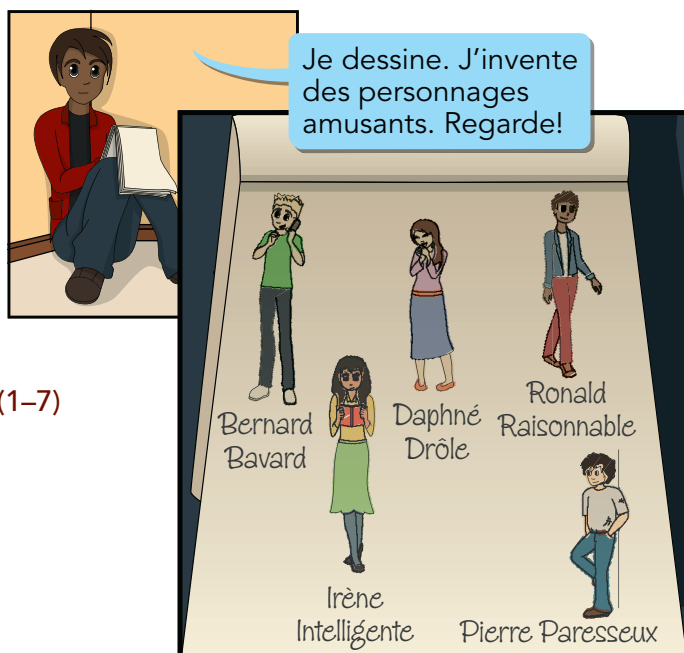 Je dessine. J'invente
des personnages
amusants. Regarde!
(1–7)
Bernard
Bavard
Daphné
Drôle
Ronald
Raisonnable
Irène
Intelligente
Pierre Paresseux